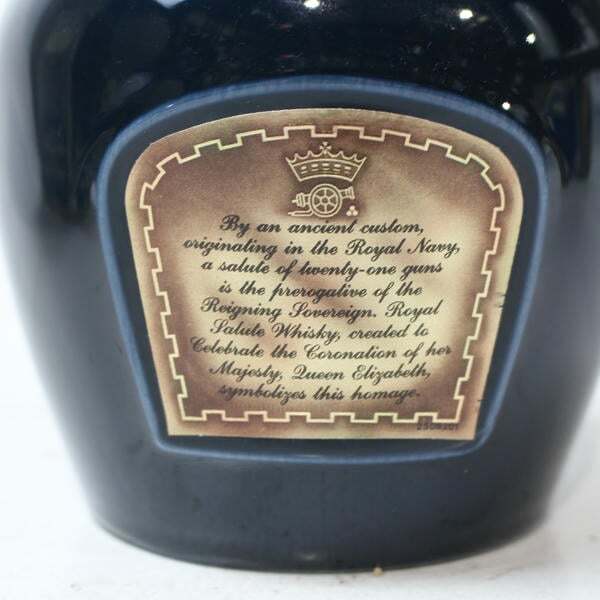 By an ancient custom,
originating in the Royal Navy,
a salute of twenty-one guns
is the prerogative of the
Reigning Sovereign. Royal
Salute Whisky, created to
Celebrate the Coronation of her
Majesty, Queen Elizabeth,
symbolizes this homage.